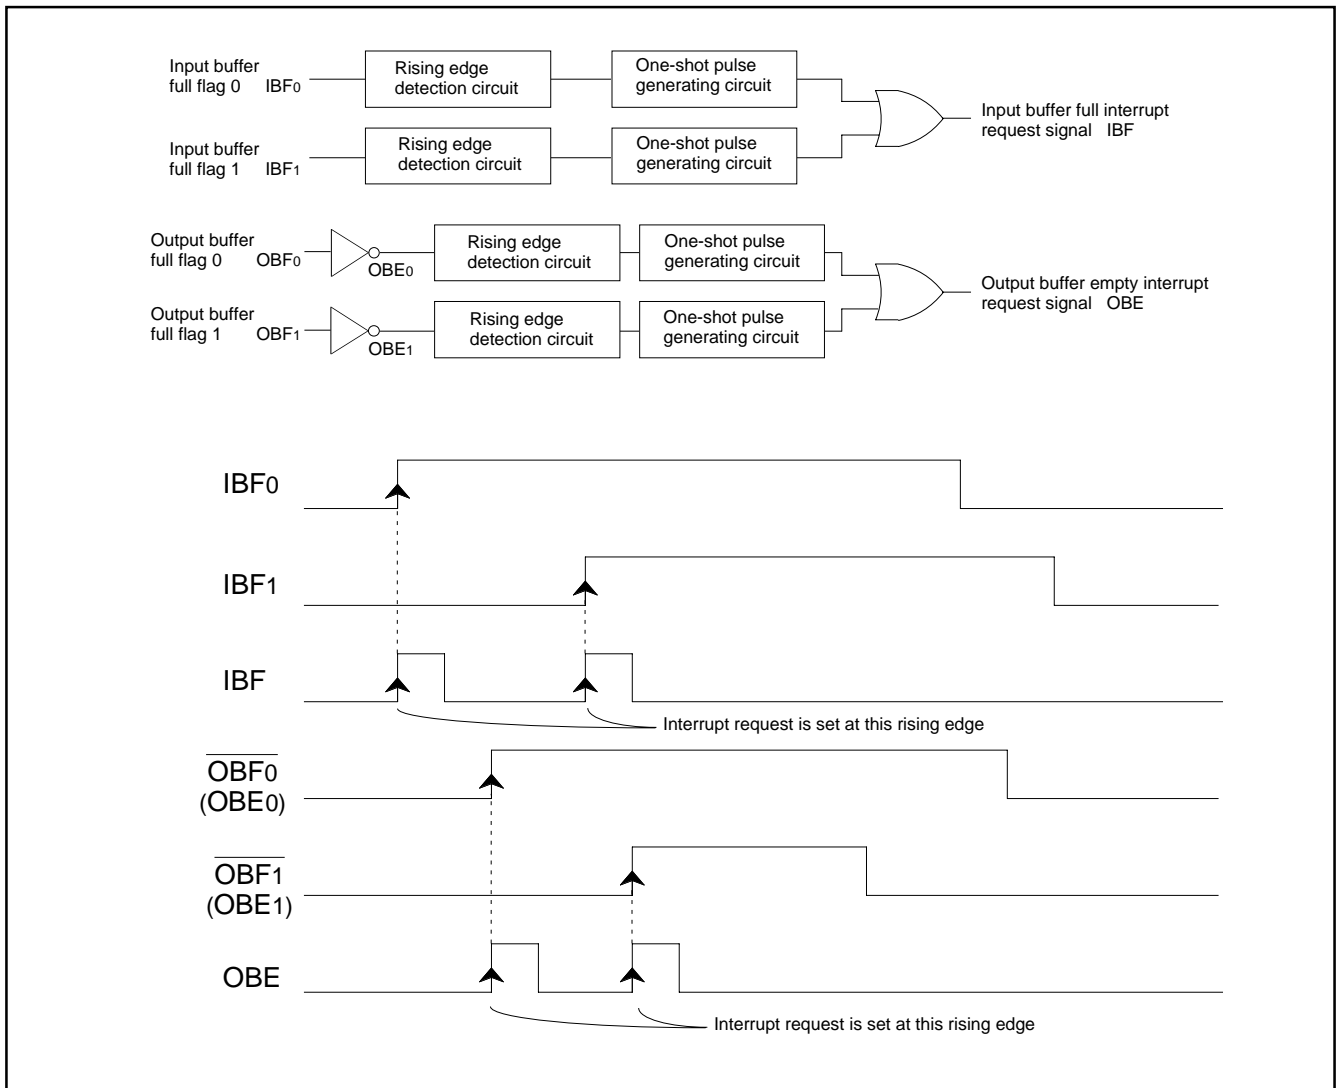 Input buffer
full flag 0 IBF0
Rising edge
detection circuit
One-shot pulse
generating circuit
Input buffer full interrupt
request signal IBF
Input buffer
full flag 1 IBF1
Rising edge
detection circuit
One-shot pulse
generating circuit
Output buffer
full flag 0 OBF0
OBE0
Rising edge
detection circuit
One-shot pulse
generating circuit
Output buffer empty interrupt
request signal OBE
Output buffer
full flag 1 OBF1
OBE1
Rising edge
detection circuit
One-shot pulse
generating circuit
IBF0
IBF1
IBF
Interrupt request is set at this rising edge
OBF0
(OBE0)
OBF1
(OBE1)
OBE
Interrupt request is set at this rising edge